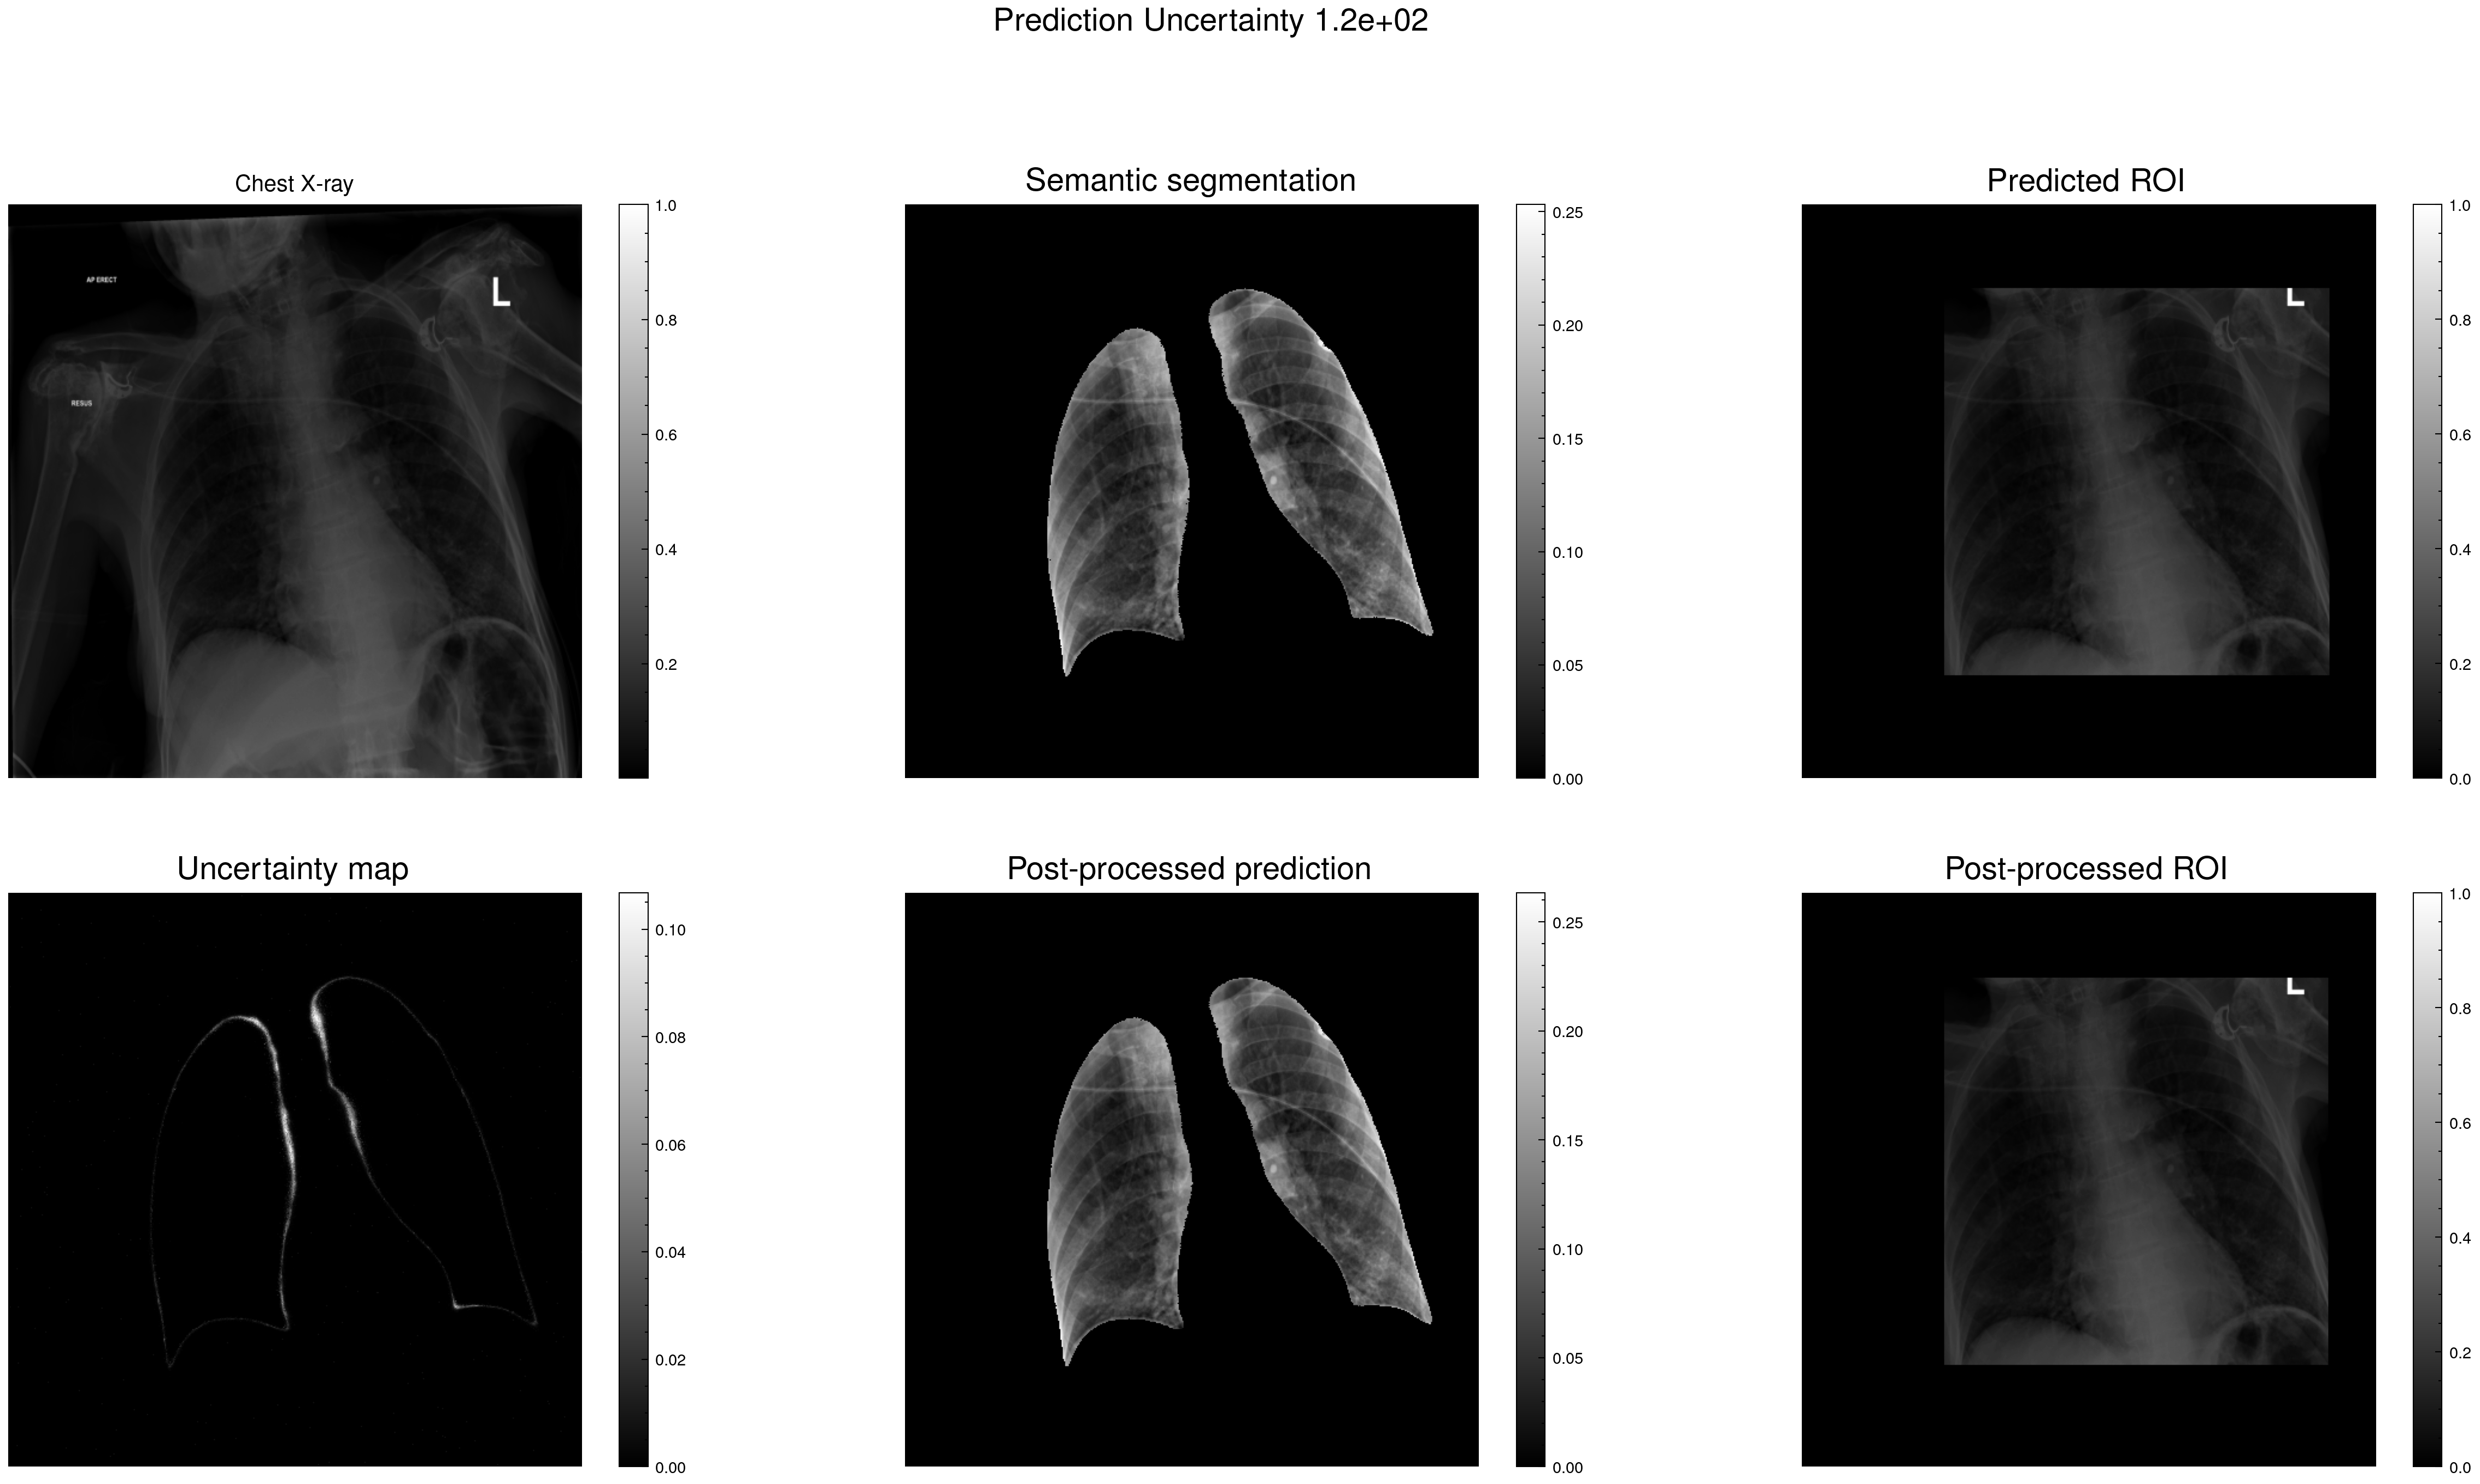 Prediction Uncertainty 1.2e+02
Chest X-ray
Semantic segmentation
Predicted ROI
AP ERECT
L
RESUS
1.0
0.8
0.6
0.4
0.2
0.25
0.20
0.15
0.10
0.05
0.00
L
1.0
0.8
0.6
0.4
0.2
0.0
Uncertainty map
Post-processed prediction
Post-processed ROI
0.10
0.08
0.06
0.04
0.02
0.00
0.25
0.20
0.15
0.10
0.05
0.00
L
1.0
0.8
0.6
0.4
0.2
0.0